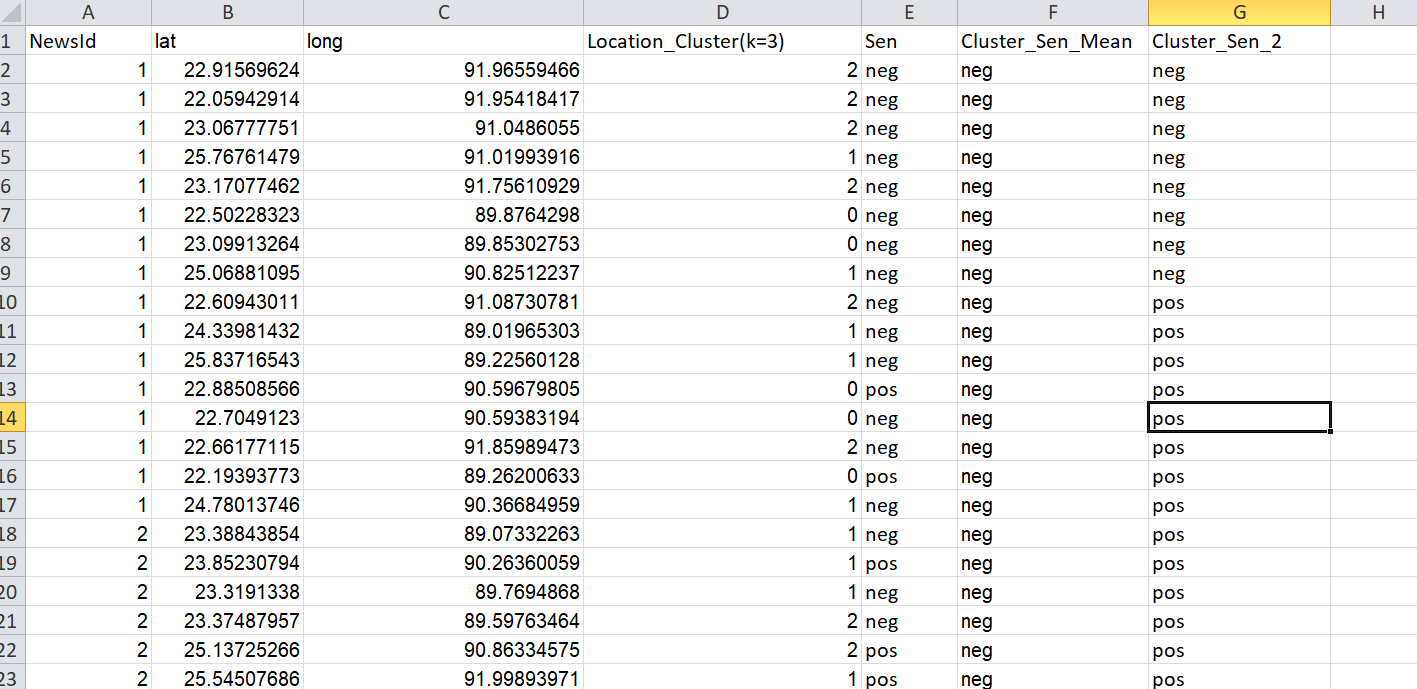 A B C D E F G H
1 NewsId lat long Location_Cluster(k=3) Sen Cluster_Sen_Mean Cluster_Sen_2
2 1 22.91569624 91.96559466 2 neg neg neg
3 1 22.05942914 91.95418417 2 neg neg neg
4 1 23.06777751 91.0486055 2 neg neg neg
5 1 25.76761479 91.01993916 1 neg neg neg
6 1 23.17077462 91.75610929 2 neg neg neg
7 1 22.50228323 89.8764298 0 neg neg neg
8 1 23.09913264 89.85302753 0 neg neg neg
9 1 25.06881095 90.82512237 1 neg neg neg
10 1 22.60943011 91.08730781 2 neg neg pos
11 1 24.33981432 89.01965303 1 neg neg pos
12 1 25.83716543 89.22560128 1 neg neg pos
13 1 22.88508566 90.59679805 0 pos neg pos
14 1 22.7049123 90.59383194 0 neg neg pos
15 1 22.66177115 91.85989473 2 neg neg pos
16 1 22.19393773 89.26200633 0 pos neg pos
17 1 24.78013746 90.36684959 1 neg neg pos
18 2 23.38843854 89.07332263 1 neg neg pos
19 2 23.85230794 90.26360059 1 pos neg pos
20 2 23.3191338 89.7694868 1 neg neg pos
21 2 23.37487957 89.59763464 2 neg neg pos
22 2 25.13725266 90.86334575 2 pos neg pos
23 2 25.54507686 91.99893971 1 pos neg pos